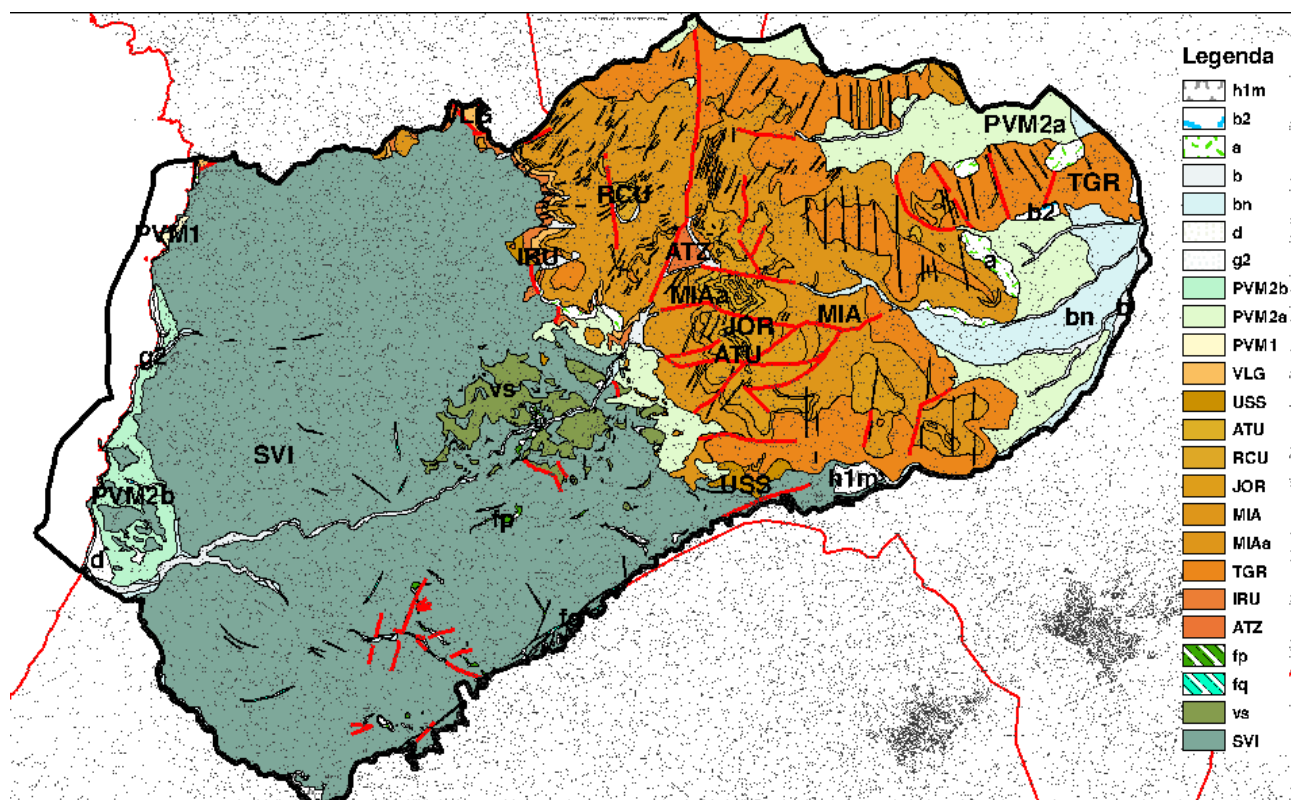 Legenda
h1m
b2
a
b
bn
d
g2
PVM2b
PVM2a
PVM1
VLG
USS
ATU
RCU
JOR
MIA
MIAa
TGR
IRU
ATZ
fp
fq
vs
SVI
PVM2a
TGR
RCU
b2
PVM1
IRU
ATZ
a
MIAa
MIA
bn
JOR
g2
ATU
vs
SVI
USS
h1m
PVM2b
fp
d